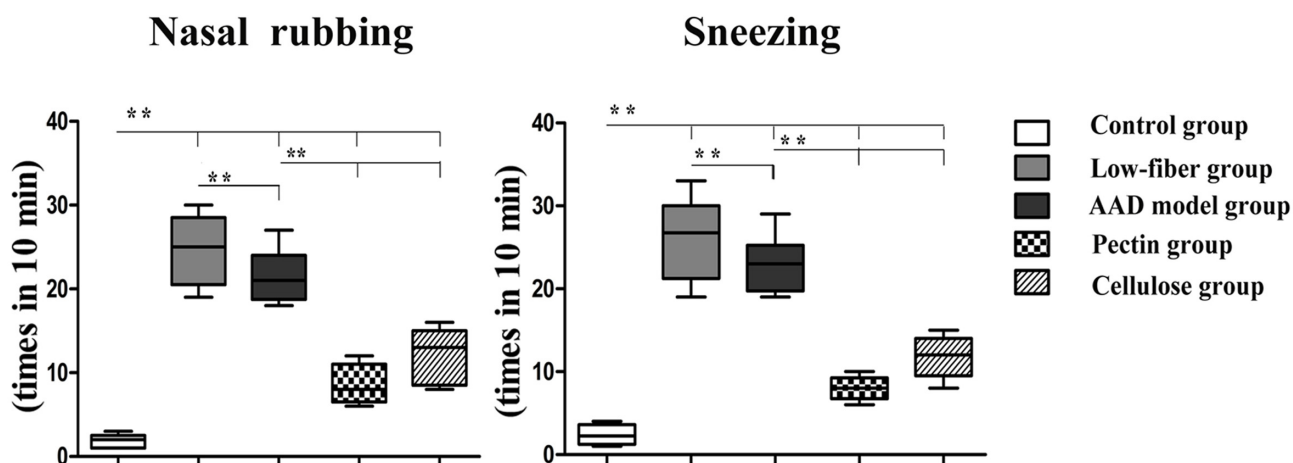 Nasal rubbing
Sneezing
(times in 10 min)
40
30
20
10
0
**
**
**
(times in 10 min)
40
30
20
10
0
**
**
**
Control group
Low-fiber group
AAD model group
Pectin group
Cellulose group